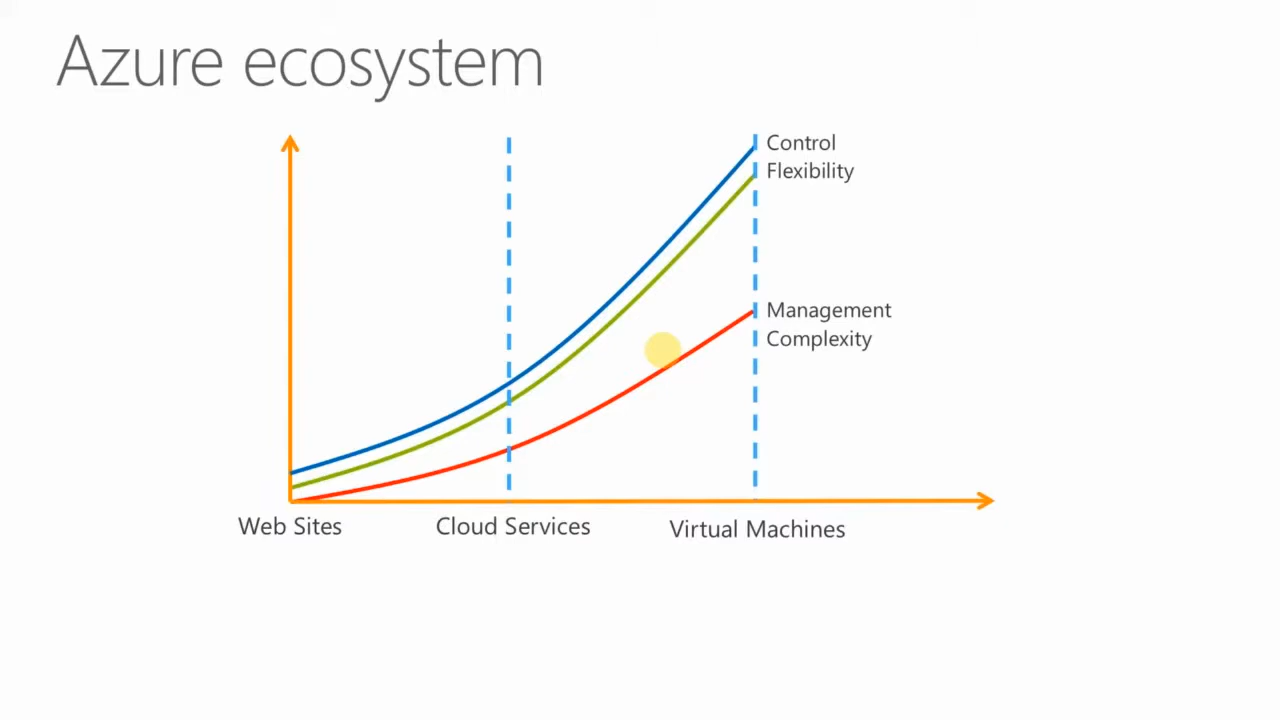 Azure ecosystem
Control
Flexibility
Management
Complexity
Web Sites
Cloud Services
Virtual Machines